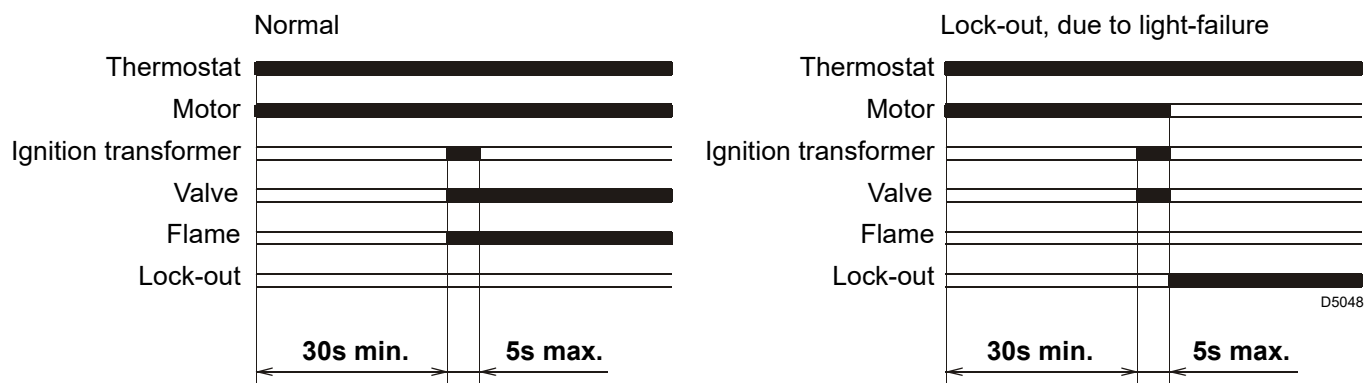 Normal
Thermostat
Motor
Ignition transformer
Valve
Flame
Lock-out
30s min.
5s max.
Lock-out, due to light-failure
Thermostat
Motor
Ignition transformer
Valve
Flame
Lock-out
D5048
30s min.
5s max.